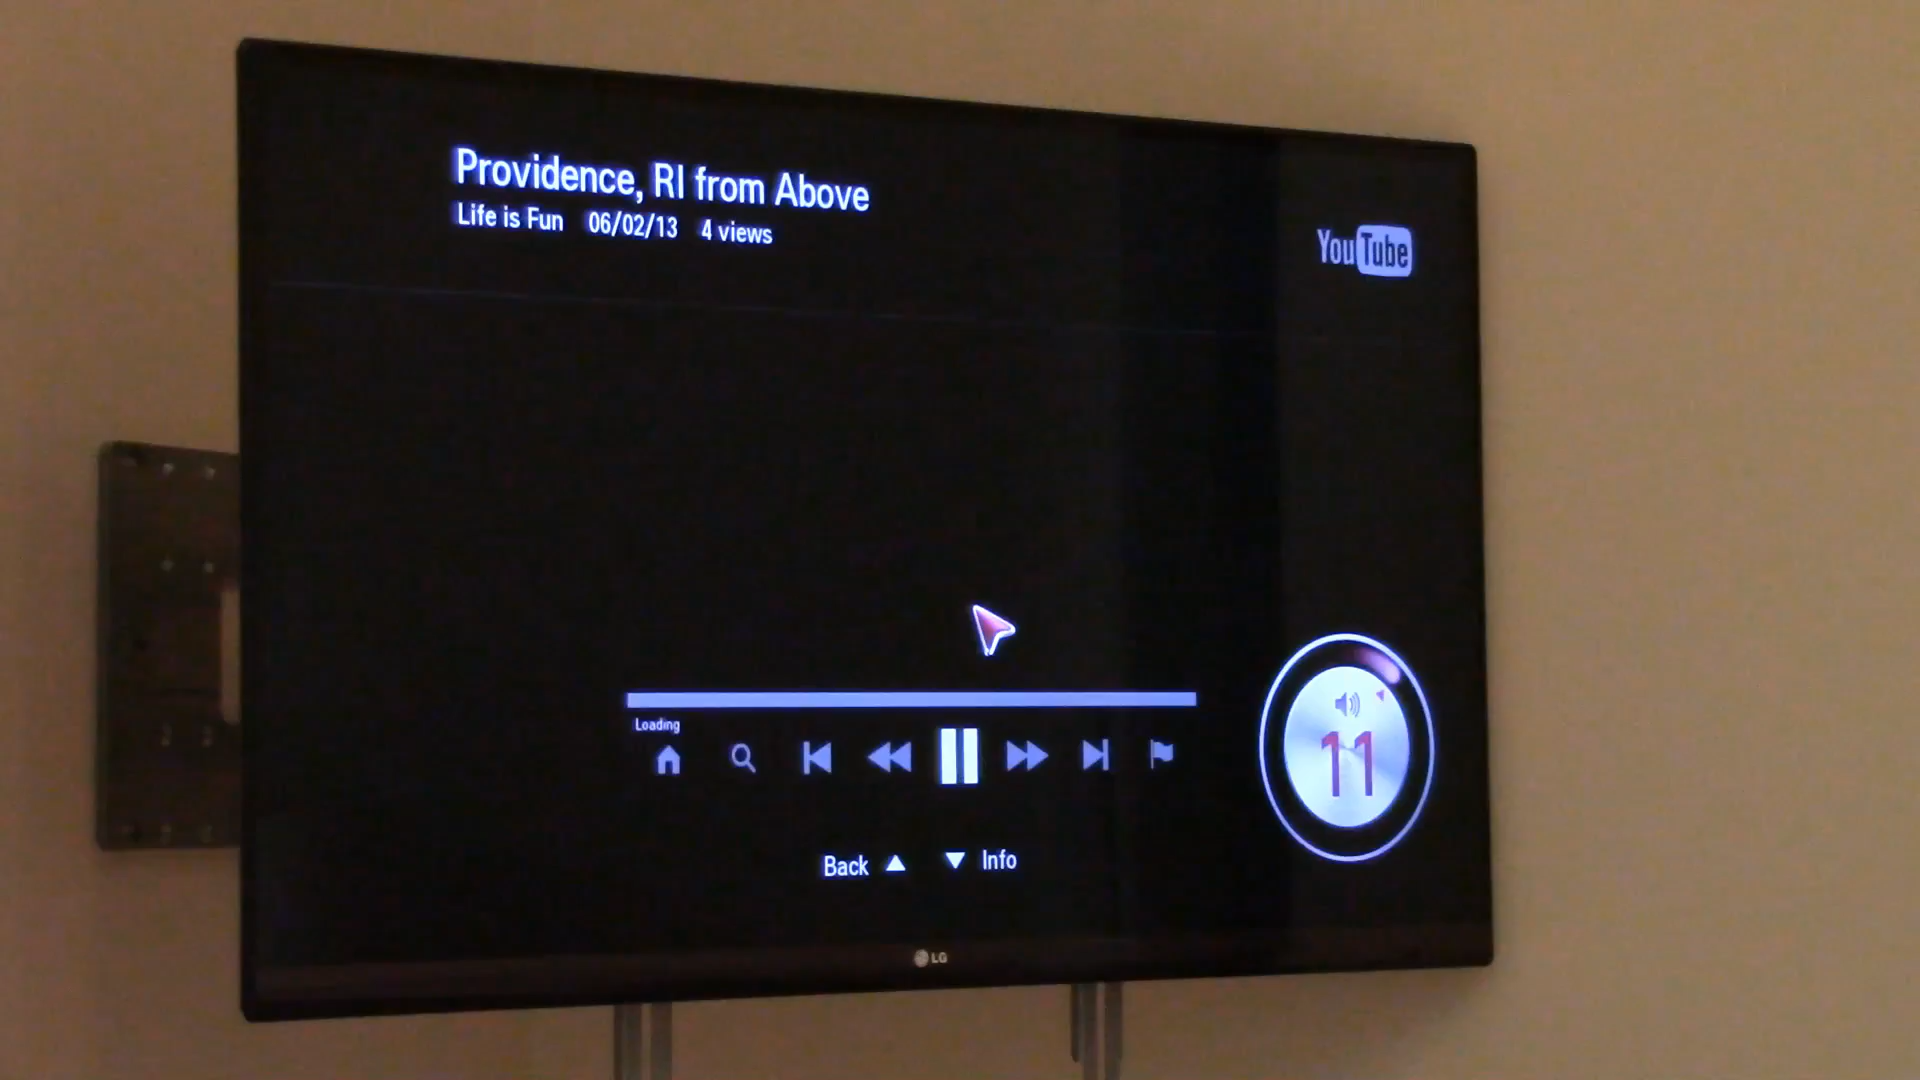 Providence, RI from Above
Life is Fun 06/02/13 4 views
YouTube
Loading
11
Back Info
LG